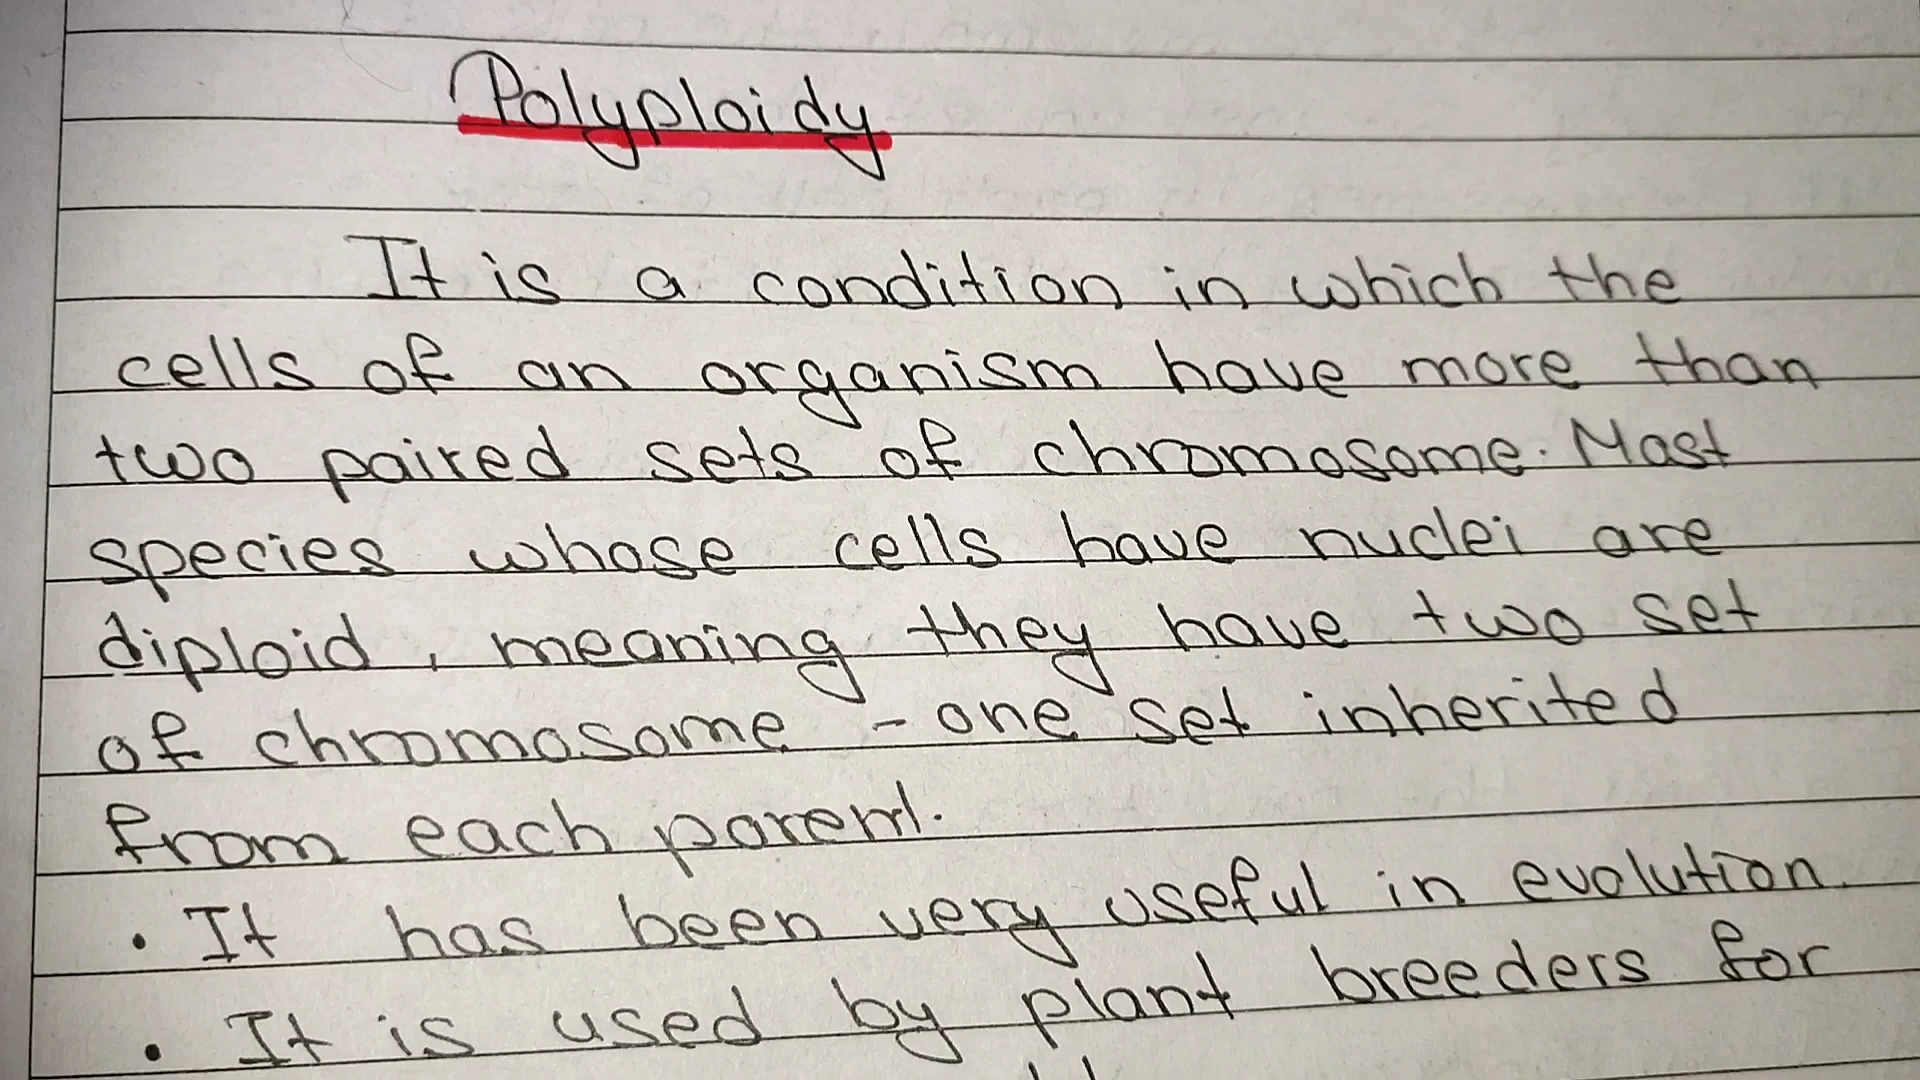 Polyploidy
It is a condition in which the
cells of an organism have more than
two paired sets of chromosome. Most
species whose cells have nuclei are
diploid, meaning they have two set
of chromosome - one set inherited
from each parent.
• It has been very useful in evolution.
• It is used by plant breeders for